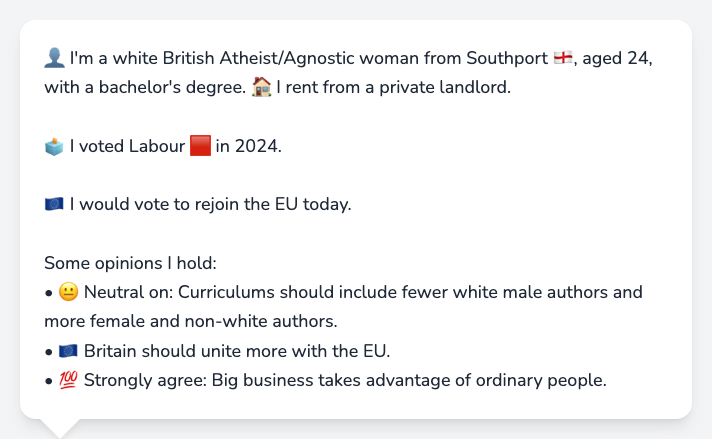 👤 I'm a white British Atheist/Agnostic woman from Southport 🏴󠁧󠁢󠁥󠁮󠁧󠁿, aged 24,
with a bachelor's degree. 🏠 I rent from a private landlord.
🗳️ I voted Labour 🟥 in 2024.
🇪🇺 I would vote to rejoin the EU today.
Some opinions I hold:
• 😐 Neutral on: Curriculums should include fewer white male authors and
more female and non-white authors.
• 🇪🇺 Britain should unite more with the EU.
• 💯 Strongly agree: Big business takes advantage of ordinary people.